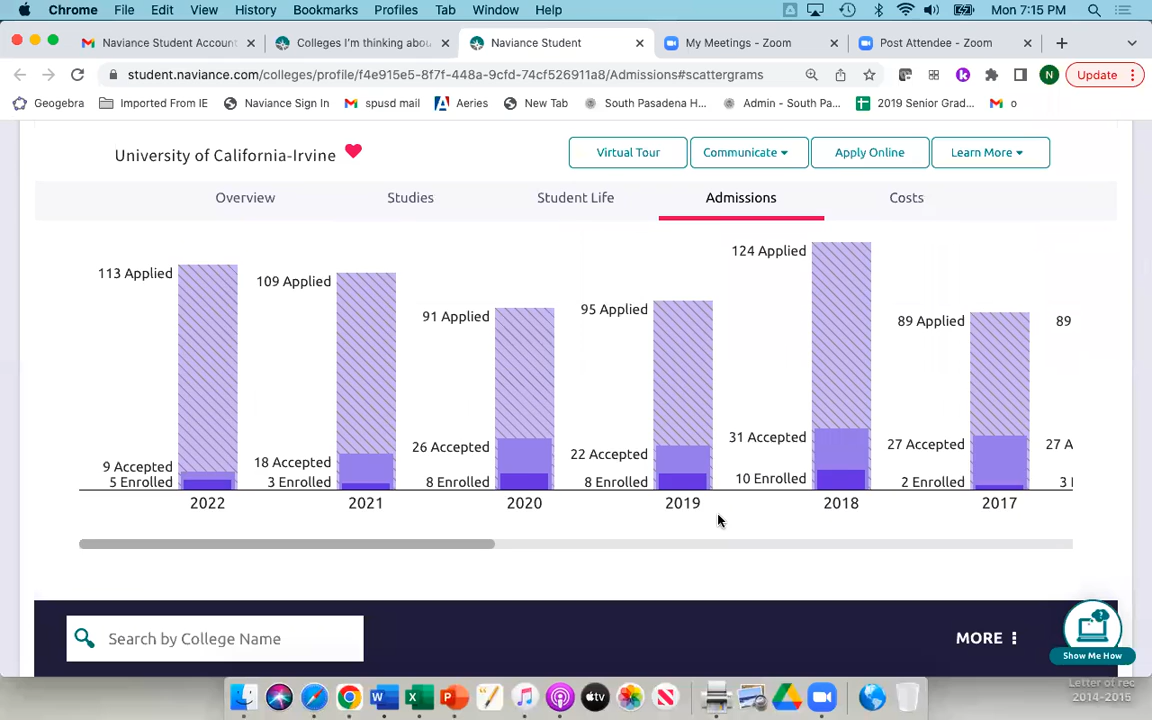 Chrome File Edit View History Bookmarks Profiles Tab Window Help Mon 7:15 PM
Naviance Student Account Colleges I'm thinking abou Naviance Student My Meetings - Zoom Post Attendee - Zoom
student.naviance.com/colleges/profile/f4e915e5-8f7f-448a-9cfd-74cf526911a8/Admissions#scattergrams N Update
Geogebra Imported From IE Naviance Sign In spusd mail Aeries New Tab South Pasadena H... Admin - South Pa... 2019 Senior Grad... o
University of California-Irvine Virtual Tour Communicate Apply Online Learn More
Overview Studies Student Life Admissions Costs
124 Applied
113 Applied
109 Applied
95 Applied
91 Applied
89 Applied 89
31 Accepted
27 Accepted 27 A
26 Accepted
22 Accepted
18 Accepted
9 Accepted
5 Enrolled 3 Enrolled 8 Enrolled 8 Enrolled 10 Enrolled 2 Enrolled 3
2022 2021 2020 2019 2018 2017
Search by College Name MORE
Show Me How
Letter of rec
2014-2015